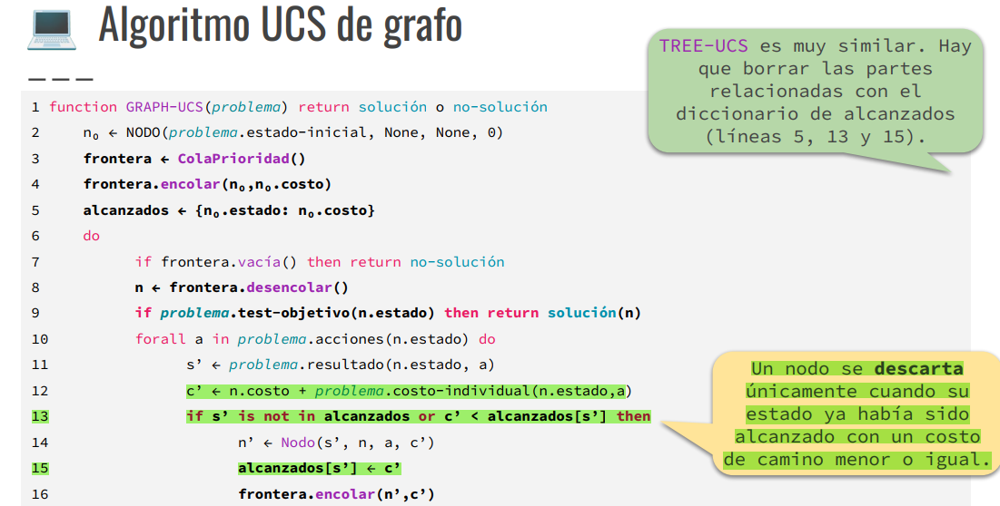 Algoritmo UCS de grafo
TREE-UCS es muy similar. Hay
que borrar las partes
relacionadas con el
diccionario de alcanzados
(líneas 5, 13 y 15).
1 function GRAPH-UCS(problema) return solución o no-solución
2 n₀ ← NODO(problema.estado-inicial, None, None, 0)
3 frontera ← ColaPrioridad()
4 frontera.encolar(n₀,n₀.costo)
5 alcanzados ← {n₀.estado: n₀.costo}
6 do
7 if frontera.vacía() then return no-solución
8 n ← frontera.desencolar()
9 if problema.test-objetivo(n.estado) then return solución(n)
10 forall a in problema.acciones(n.estado) do
11 s’ ← problema.resultado(n.estado, a)
12 c’ ← n.costo + problema.costo-individual(n.estado,a)
13 if s’ is not in alcanzados or c’ < alcanzados[s’] then
14 n’ ← Nodo(s’, n, a, c’)
15 alcanzados[s’] ← c’
16 frontera.encolar(n’,c’)
Un nodo se descarta
únicamente cuando su
estado ya había sido
alcanzado con un costo
de camino menor o igual.